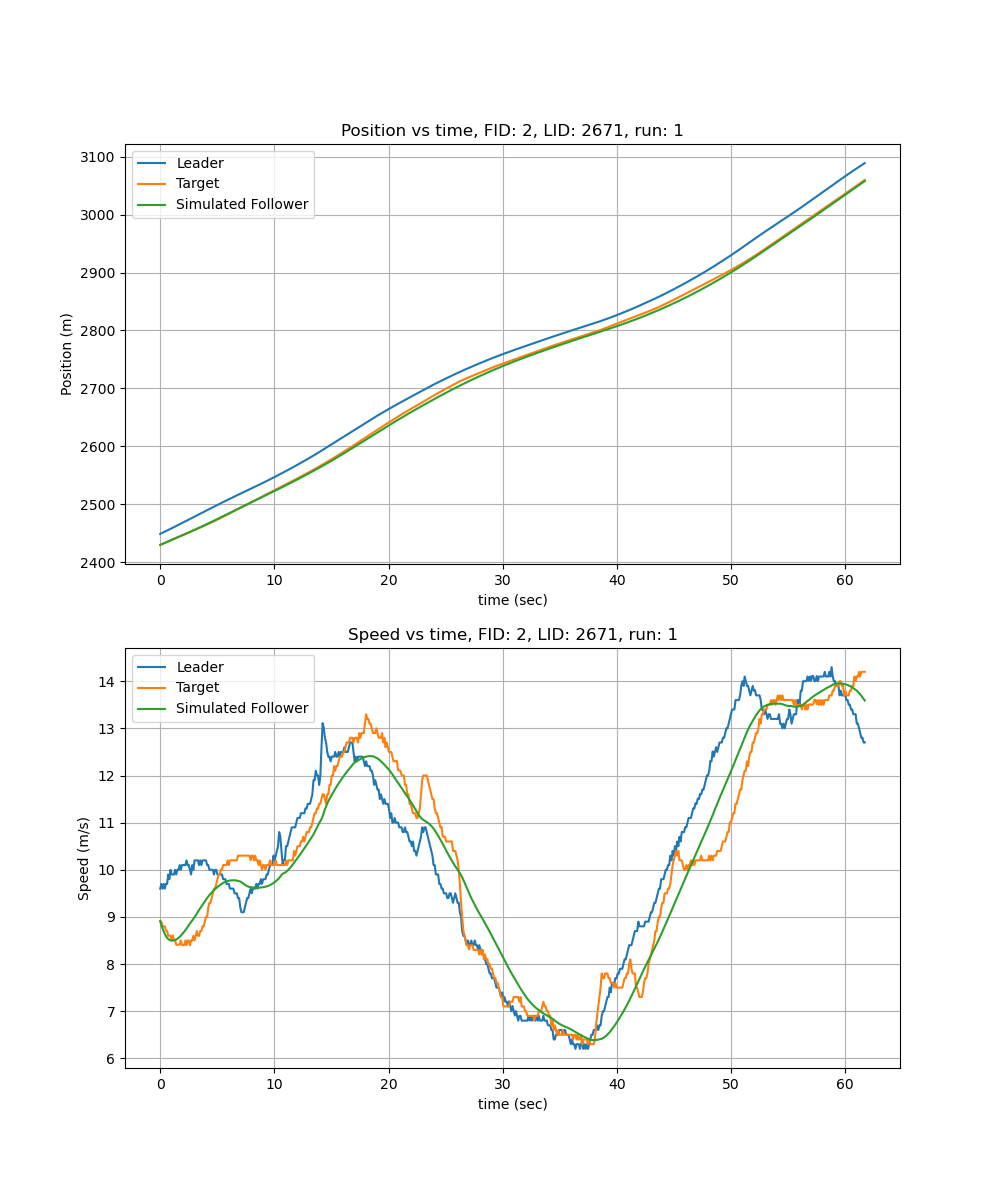 Position vs time, FID: 2, LID: 2671, run: 1
Leader
Target
Simulated Follower
3100
3000
2900
2800
2700
2600
2500
2400
Position (m)
0 10 20 30 40 50 60
time (sec)
Speed vs time, FID: 2, LID: 2671, run: 1
Leader
Target
Simulated Follower
14
13
12
11
10
9
8
7
6
Speed (m/s)
0 10 20 30 40 50 60
time (sec)